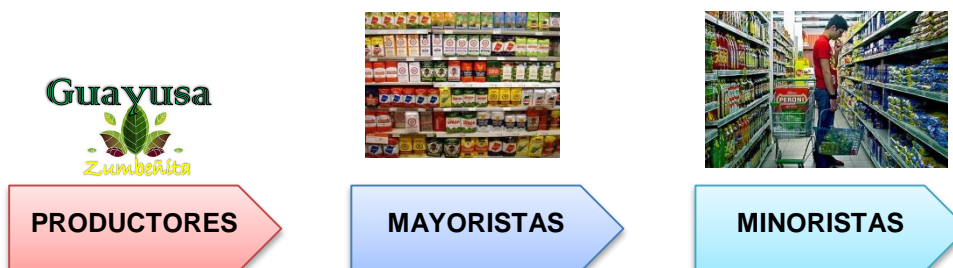 Guayusa
Zumbeñita
PERONI
PRODUCTORES
MAYORISTAS
MINORISTAS